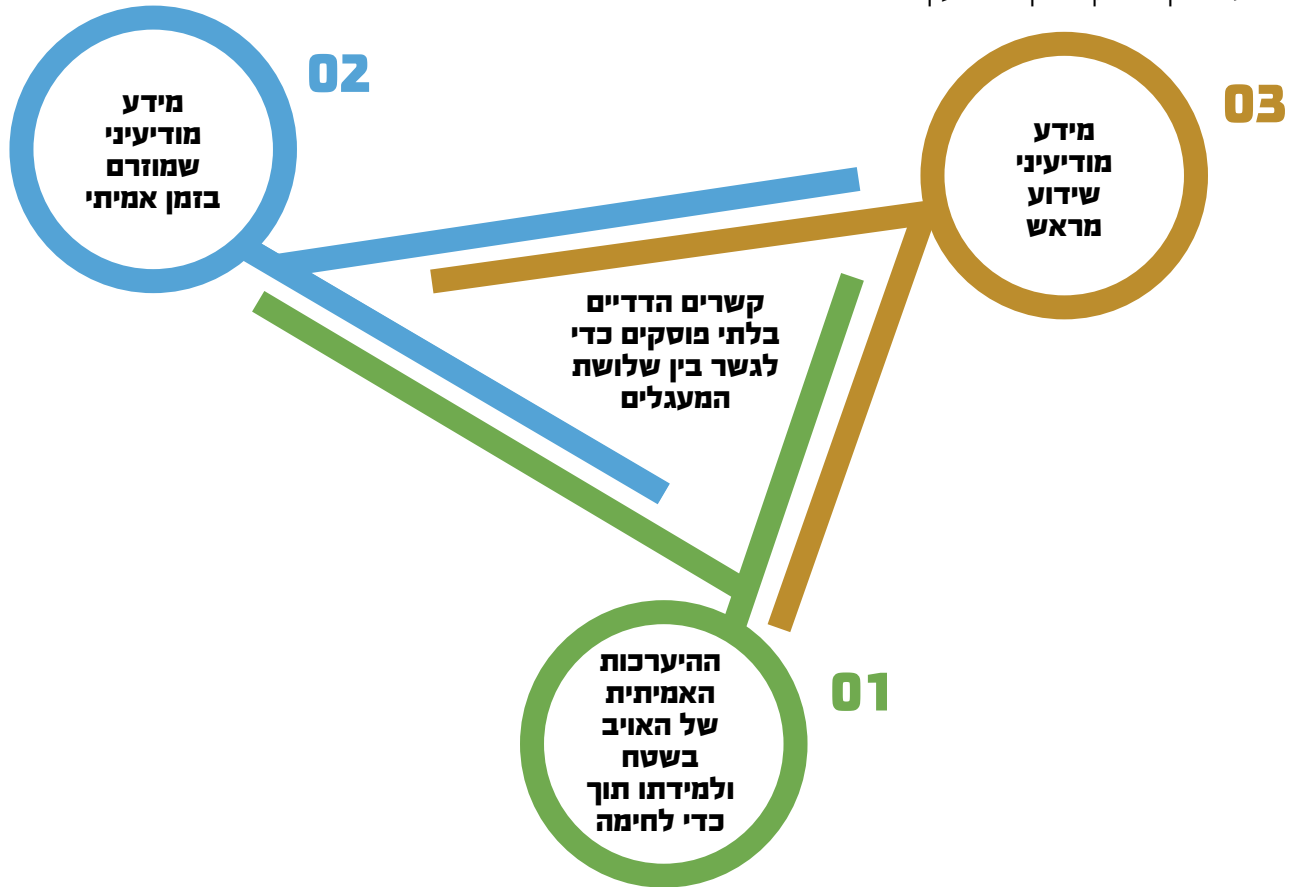 03
מידע
מודיעיני
שידוע
מראש
02
מידע
מודיעיני
שמוזרם
בזמן אמיתי
קשרים הדדיים
בלתי פוסקים כדי
לגשר בין שלושת
המעגלים
01
ההיערכות
האמיתית
של האויב
בשטח
ולמידתו תוך
כדי לחימה